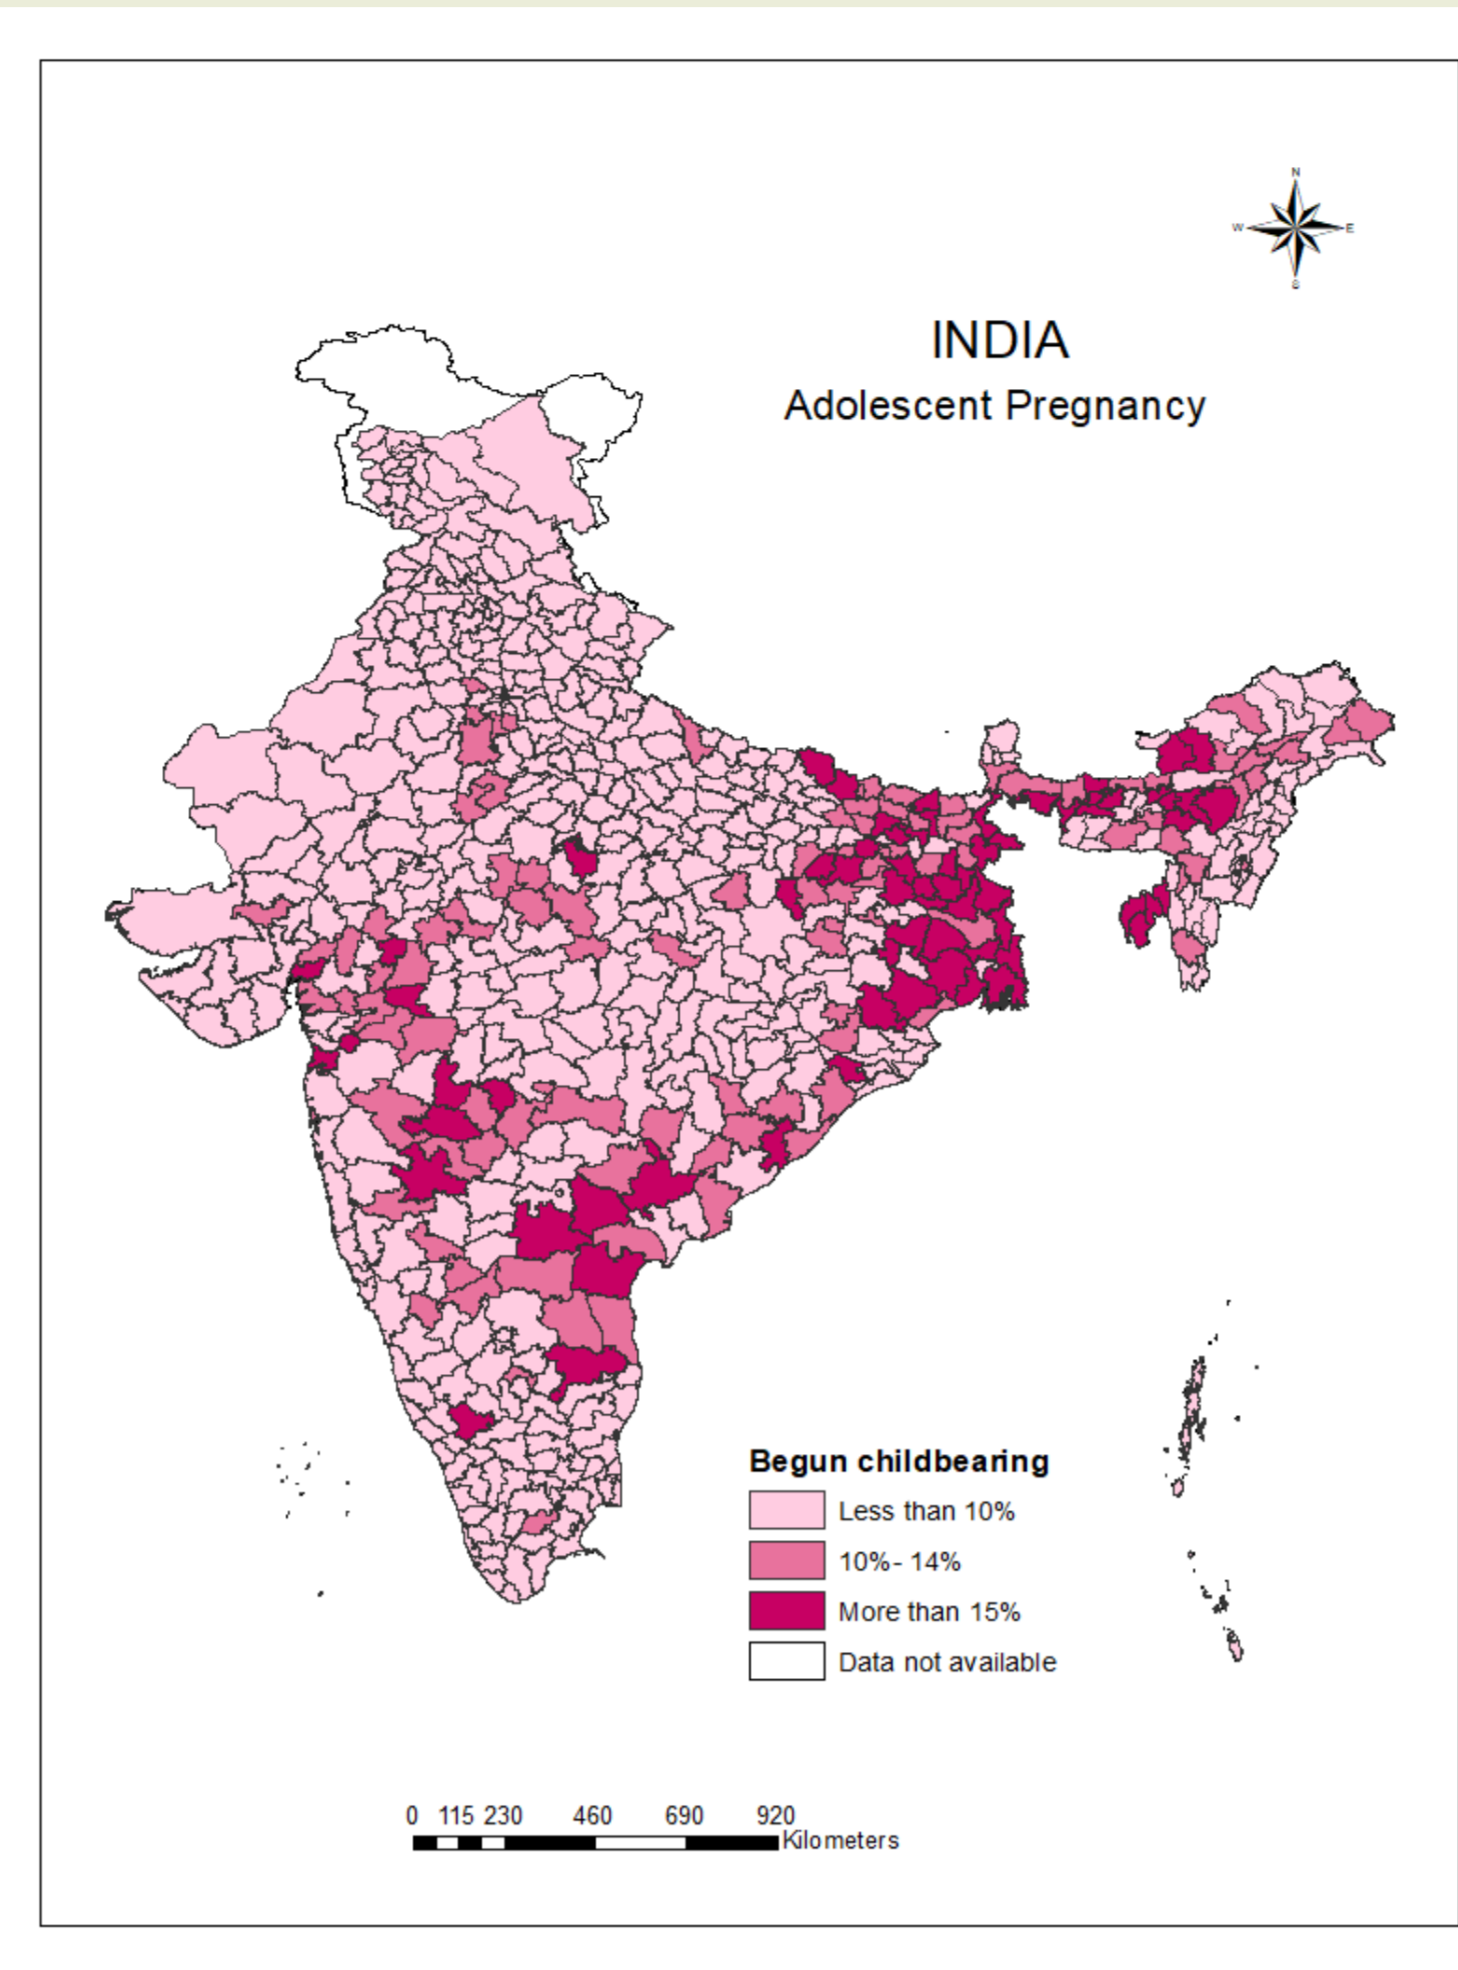 N
W E
S
INDIA
Adolescent Pregnancy
Begun childbearing
Less than 10%
10%- 14%
More than 15%
Data not available
0 115 230 460 690 920
Kilometers